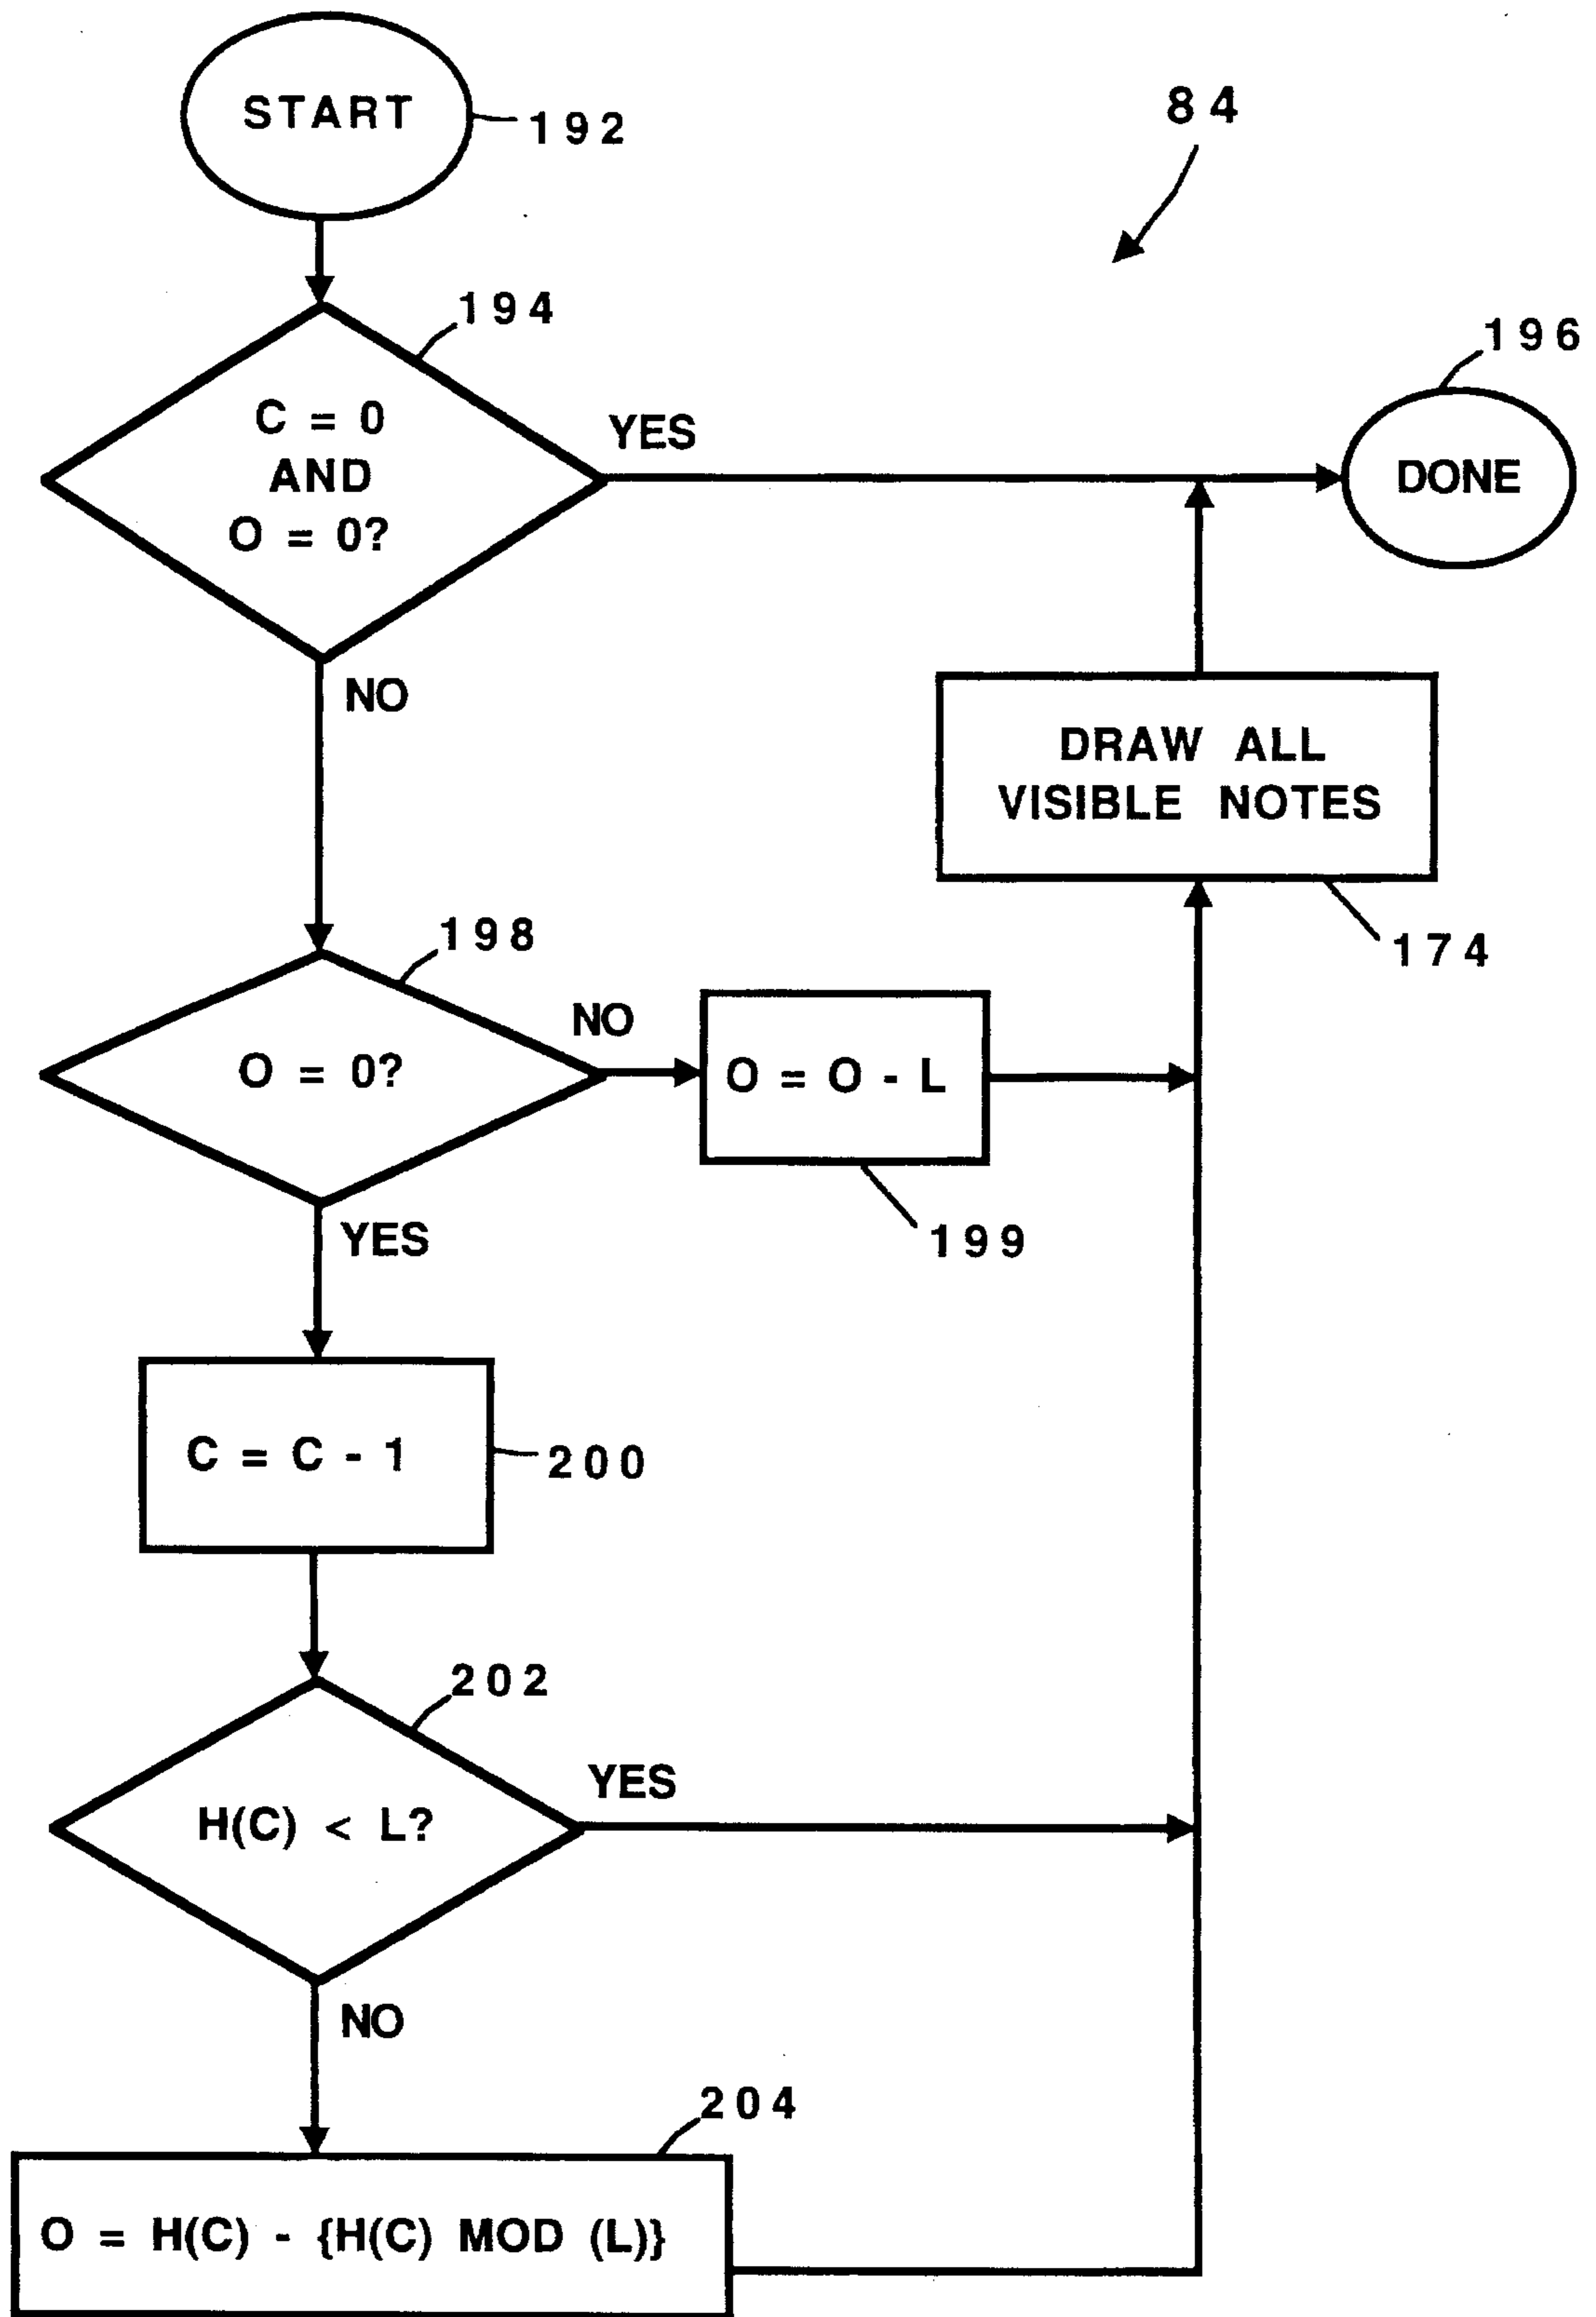 START
192
84
194
196
C = 0
AND
O = 0?
YES
DONE
NO
DRAW ALL
VISIBLE NOTES
174
198
NO
O = 0?
O = O - L
YES
199
C = C - 1
200
202
YES
H(C) < L?
NO
204
O = H(C) - {H(C) MOD (L)}